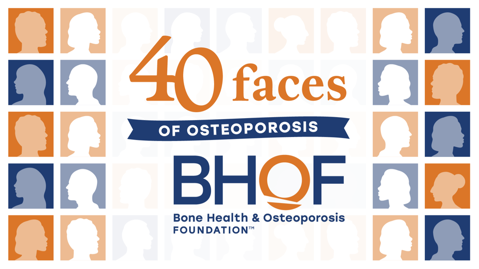 40 faces
OF OSTEOPOROSIS
BHOF
Bone Health & Osteoporosis
FOUNDATION™